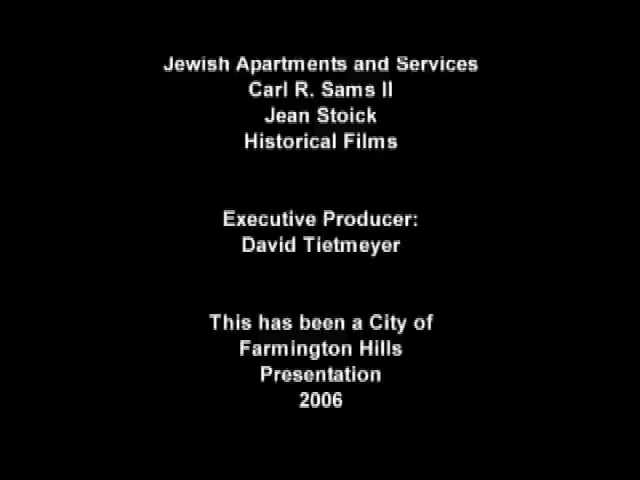 Jewish Apartments and Services
Carl R. Sams II
Jean Stoick
Historical Films
Executive Producer:
David Tietmeyer
This has been a City of
Farmington Hills
Presentation
2006